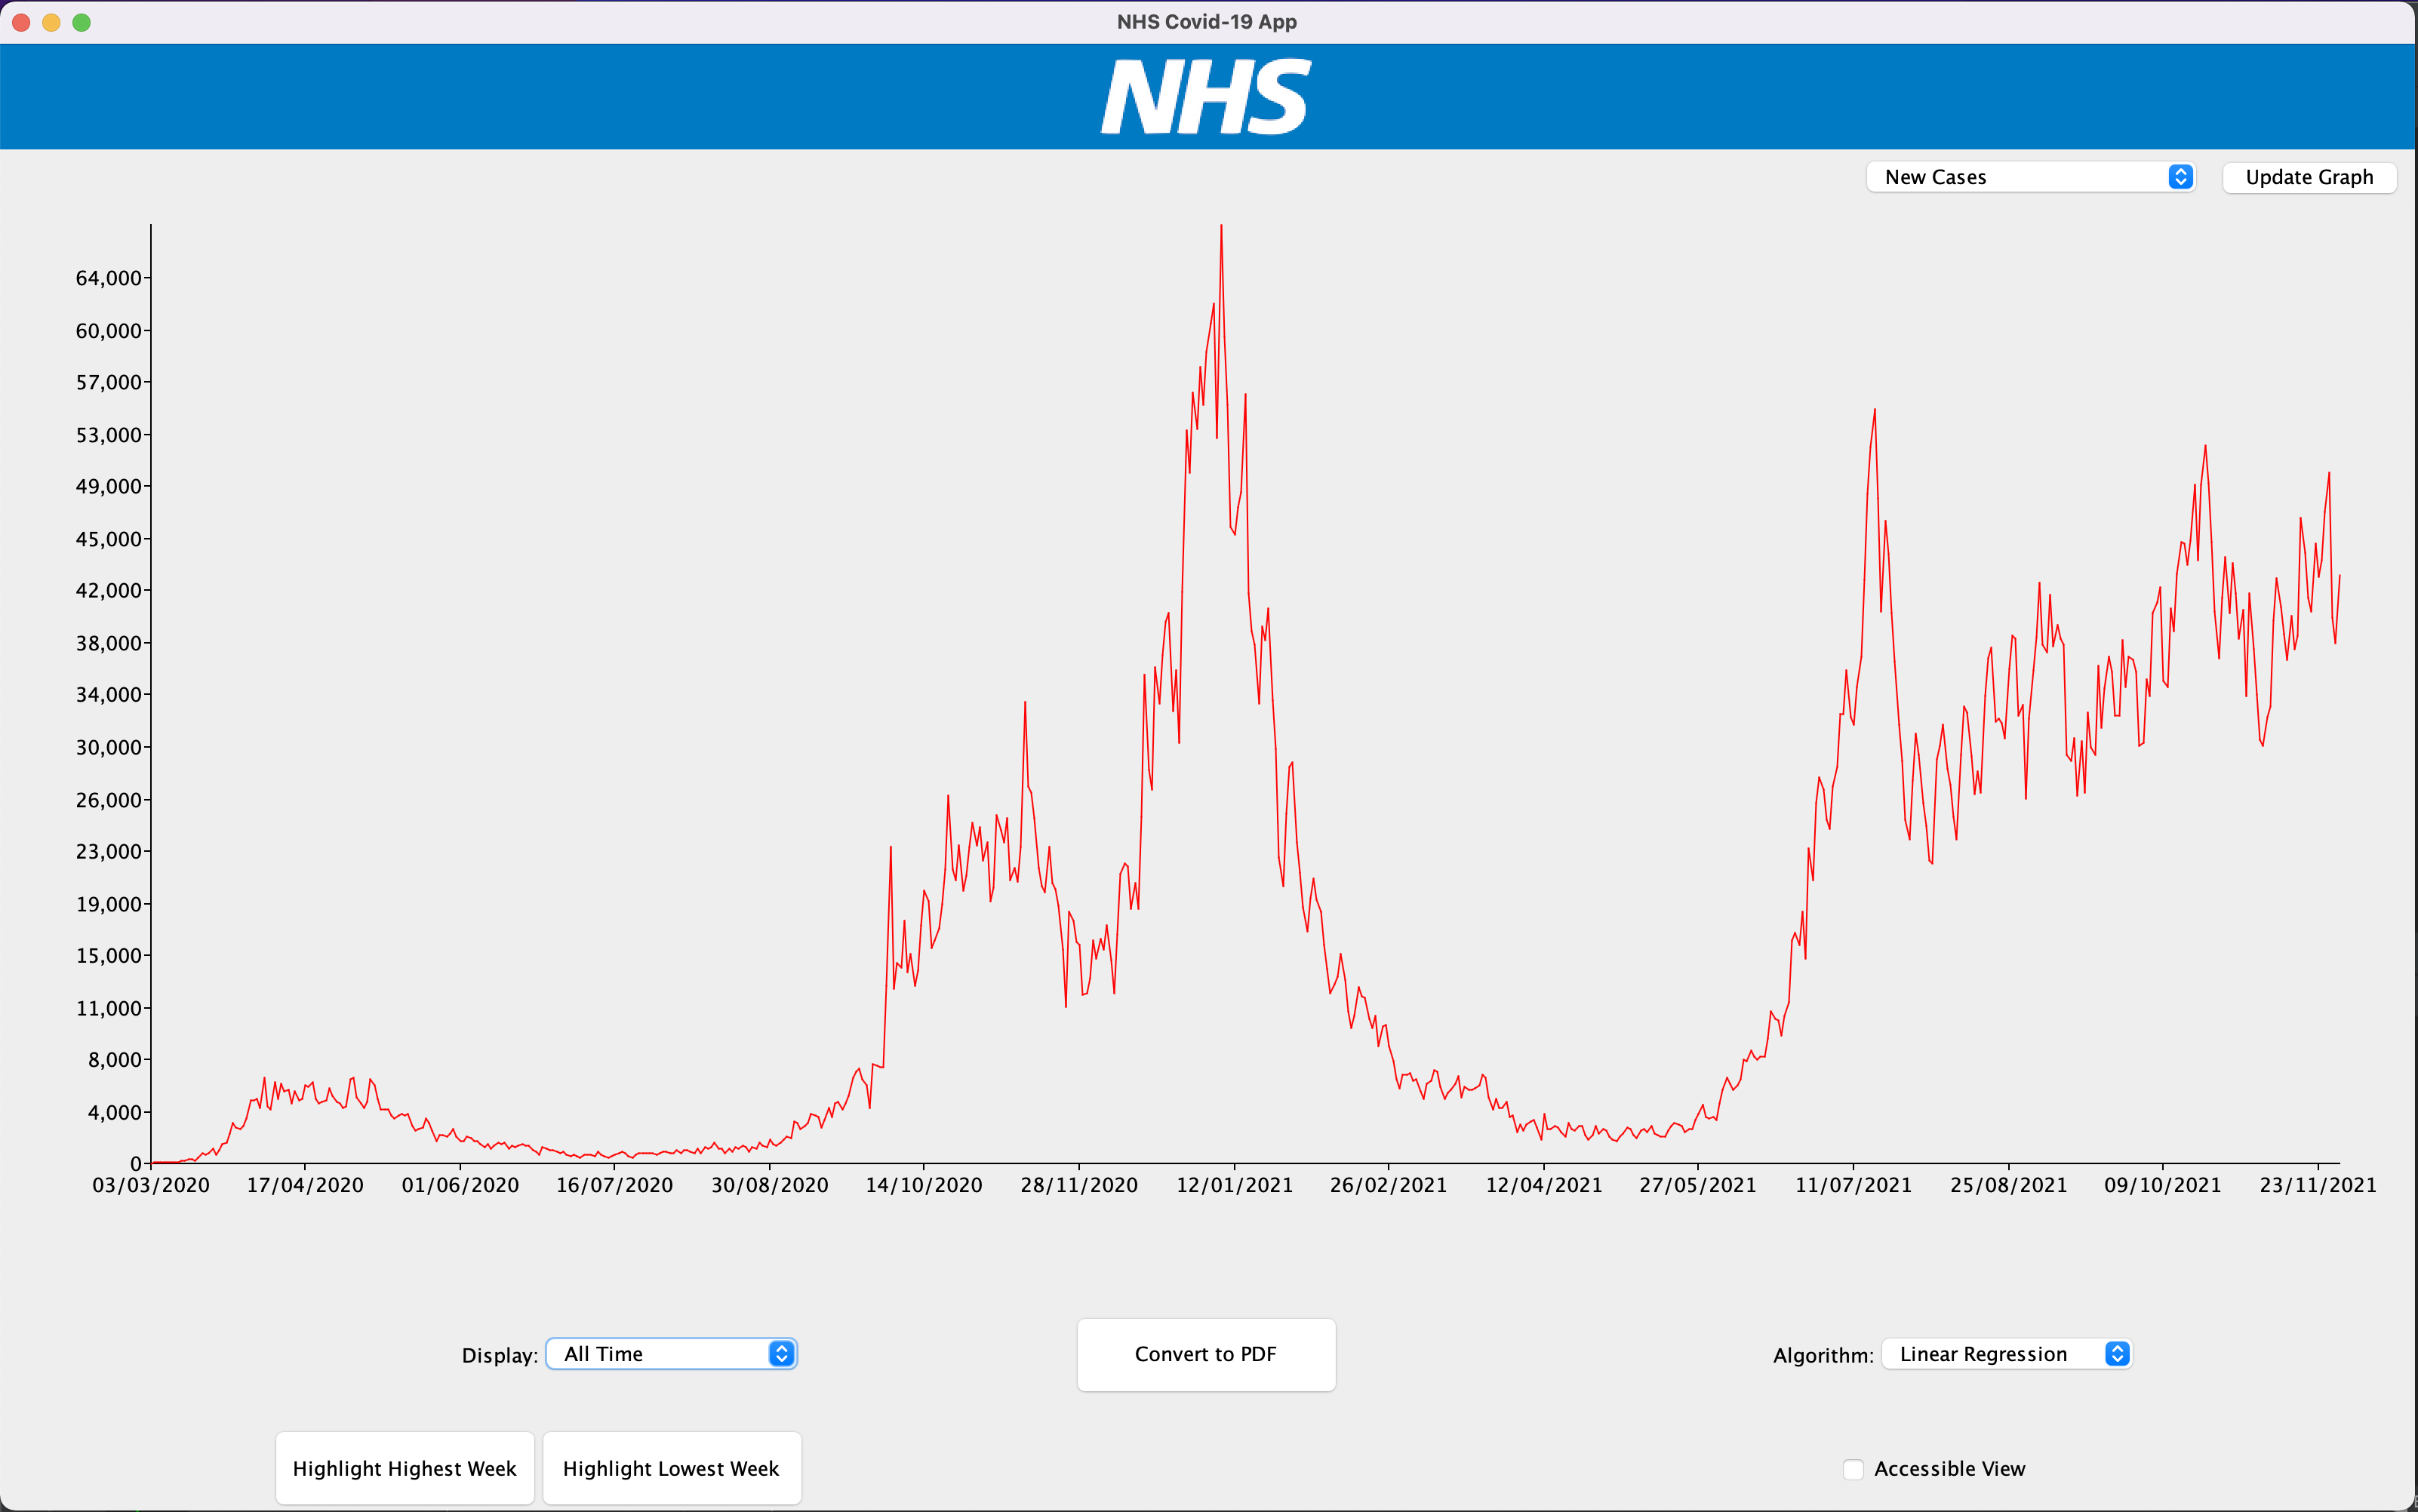 NHS Covid-19 App
NHS
New Cases
Update Graph
64,000
60,000
57,000
53,000
49,000
45,000
42,000
38,000
34,000
30,000
26,000
23,000
19,000
15,000
11,000
8,000
4,000
0
03/03/2020 17/04/2020 01/06/2020 16/07/2020 30/08/2020 14/10/2020 28/11/2020 12/01/2021 26/02/2021 12/04/2021 27/05/2021 11/07/2021 25/08/2021 09/10/2021 23/11/2021
Display: All Time
Convert to PDF
Algorithm: Linear Regression
Highlight Highest Week
Highlight Lowest Week
Accessible View